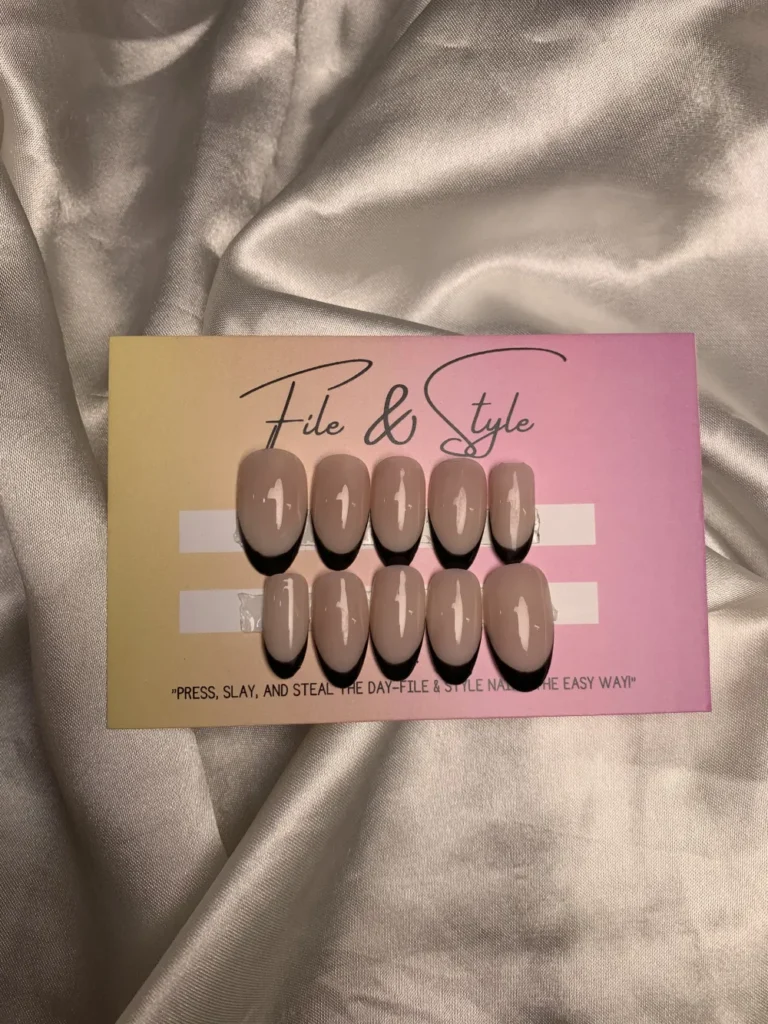 File & Style
"PRESS, SLAY, AND STEAL THE DAY-FILE & STYLE THE EASY WAY!"